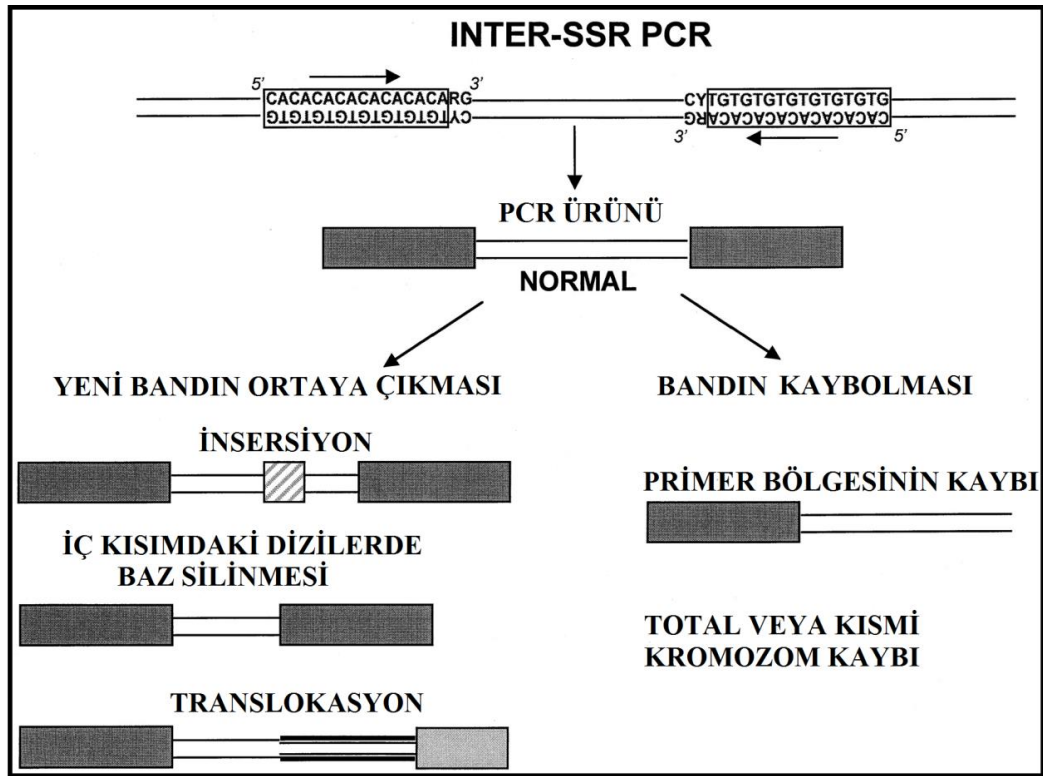 INTER-SSR PCR
5’ 3’
CACACACACACACACARG
CYTGTGTGTGTGTGTGTG
CYTGTGTGTGTGTGTGTG
CACACACACACACACARG
3’ 5’
PCR ÜRÜNÜ
NORMAL
YENİ BANDIN ORTAYA ÇIKMASI
İNSERSİYON
İÇ KISIMDAKİ DİZİLERDE
BAZ SİLİNMESİ
TRANSLOKASYON
BANDIN KAYBOLMASI
PRİMER BÖLGESİNİN KAYBI
TOTAL VEYA KISMİ
KROMOZOM KAYBI